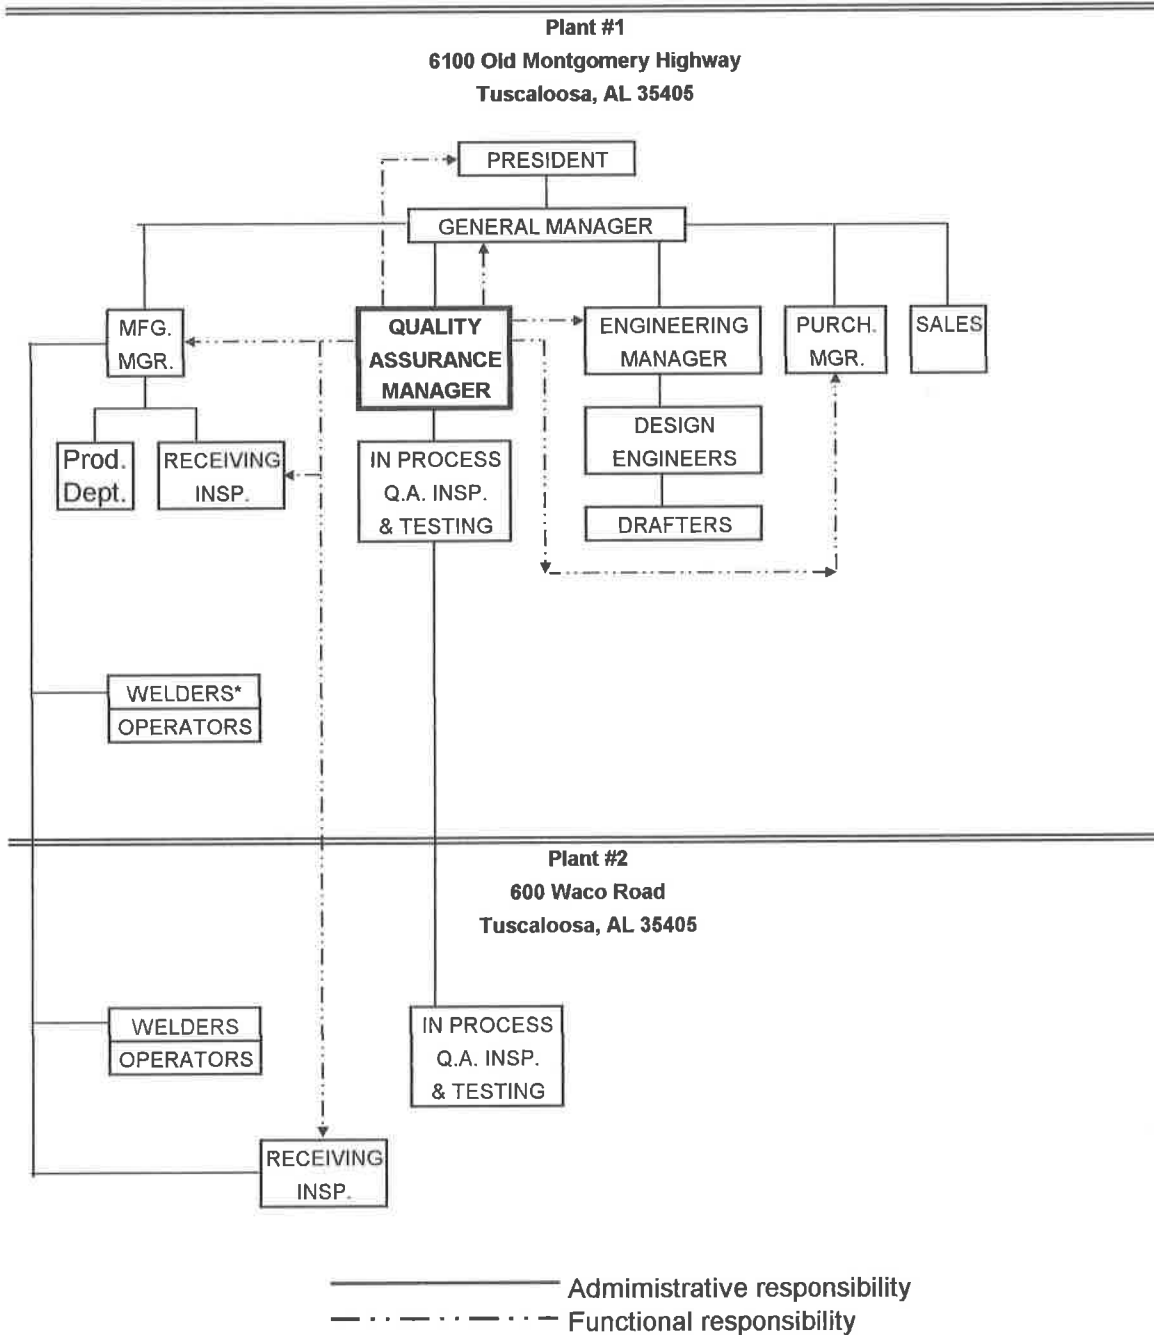 Plant #1
6100 Old Montgomery Highway
Tuscaloosa, AL 35405
PRESIDENT
GENERAL MANAGER
MFG.
MGR.
QUALITY
ASSURANCE
MANAGER
ENGINEERING
MANAGER
PURCH.
MGR.
SALES
Prod.
Dept.
RECEIVING
INSP.
IN PROCESS
Q.A. INSP.
& TESTING
DESIGN
ENGINEERS
DRAFTERS
WELDERS*
OPERATORS
Plant #2
600 Waco Road
Tuscaloosa, AL 35405
WELDERS
OPERATORS
IN PROCESS
Q.A. INSP.
& TESTING
RECEIVING
INSP.
Admimistrative responsibility
Functional responsibility